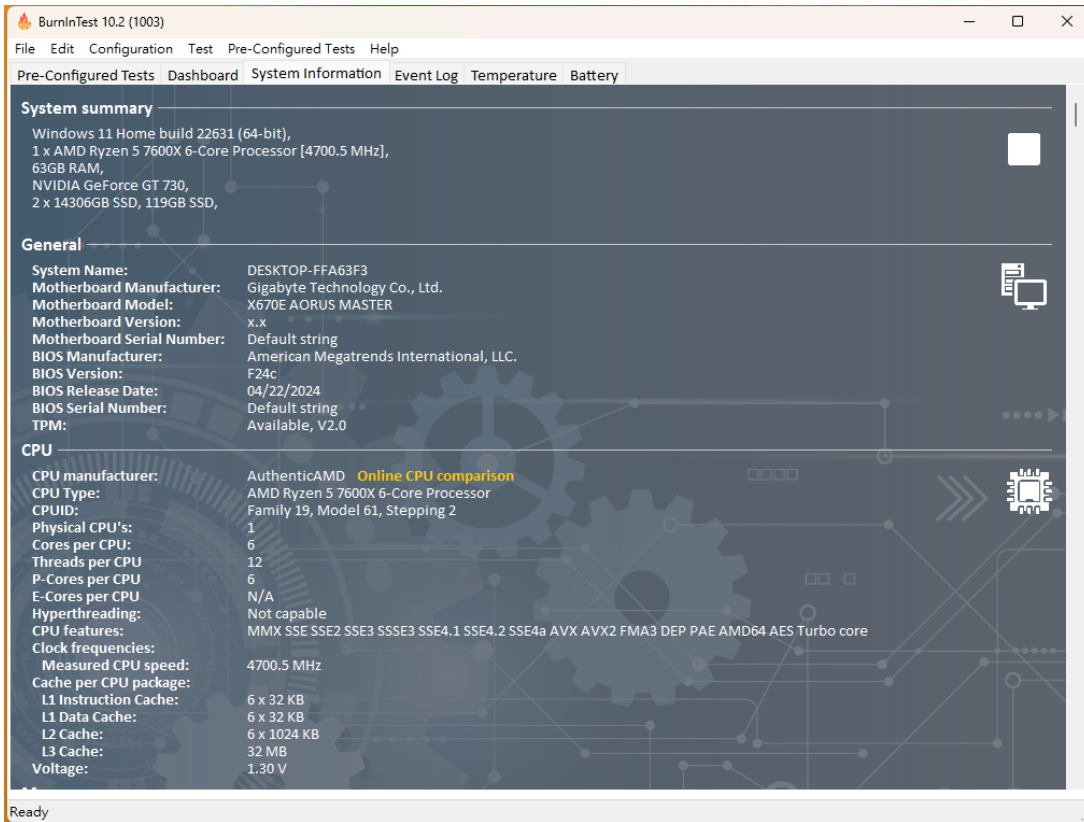 BurnInTest 10.2 (1003)
File Edit Configuration Test Pre-Configured Tests Help
Pre-Configured Tests Dashboard System Information Event Log Temperature Battery
System summary
Windows 11 Home build 22631 (64-bit),
1 x AMD Ryzen 5 7600X 6-Core Processor [4700.5 MHz],
63GB RAM,
NVIDIA GeForce GT 730,
2 x 14306GB SSD, 119GB SSD,
General
System Name: DESKTOP-FFA63F3
Motherboard Manufacturer: Gigabyte Technology Co., Ltd.
Motherboard Model: X670E AORUS MASTER
Motherboard Version: x.x
Motherboard Serial Number: Default string
BIOS Manufacturer: American Megatrends International, LLC.
BIOS Version: F24c
BIOS Release Date: 04/22/2024
BIOS Serial Number: Default string
TPM: Available, V2.0
CPU
CPU manufacturer: AuthenticAMD Online CPU comparison
CPU Type: AMD Ryzen 5 7600X 6-Core Processor
CPUID: Family 19, Model 61, Stepping 2
Physical CPU's: 1
Cores per CPU: 6
Threads per CPU 12
P-Cores per CPU 6
E-Cores per CPU N/A
Hyperthreading: Not capable
CPU features: MMX SSE SSE2 SSE3 SSSE3 SSE4.1 SSE4.2 SSE4a AVX AVX2 FMA3 DEP PAE AMD64 AES Turbo core
Clock frequencies:
Measured CPU speed: 4700.5 MHz
Cache per CPU package:
L1 Instruction Cache: 6 x 32 KB
L1 Data Cache: 6 x 32 KB
L2 Cache: 6 x 1024 KB
L3 Cache: 32 MB
Voltage: 1.30 V
Ready